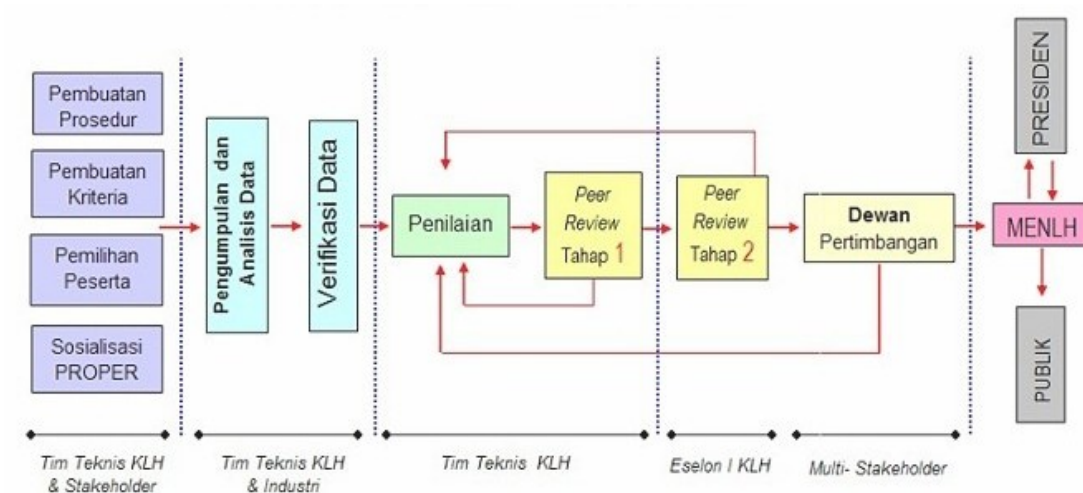 Pembuatan
Prosedur
Pembuatan
Kriteria
Pemilihan
Peserta
Sosialisasi
PROPER
Pengumpulan dan
Analisis Data
Verifikasi Data
Penilaian
Peer
Review
Tahap 1
Peer
Review
Tahap 2
Dewan
Pertimbangan
PRESIDEN
MENLH
PUBLIK
Tim Teknis KLH
& Stakeholder
Tim Teknis KLH
& Industri
Tim Teknis KLH
Eselon I KLH
Multi- Stakeholder